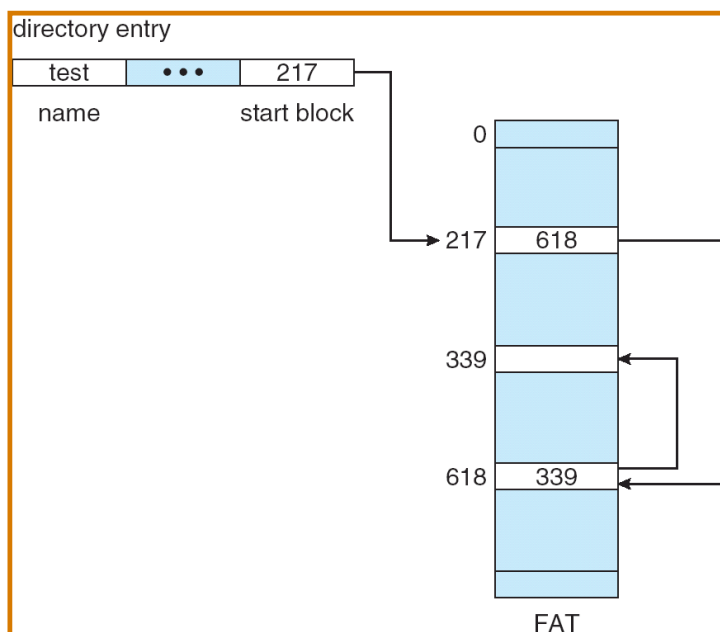 directory entry
test ••• 217
name start block
0
217 618
339
618 339
FAT